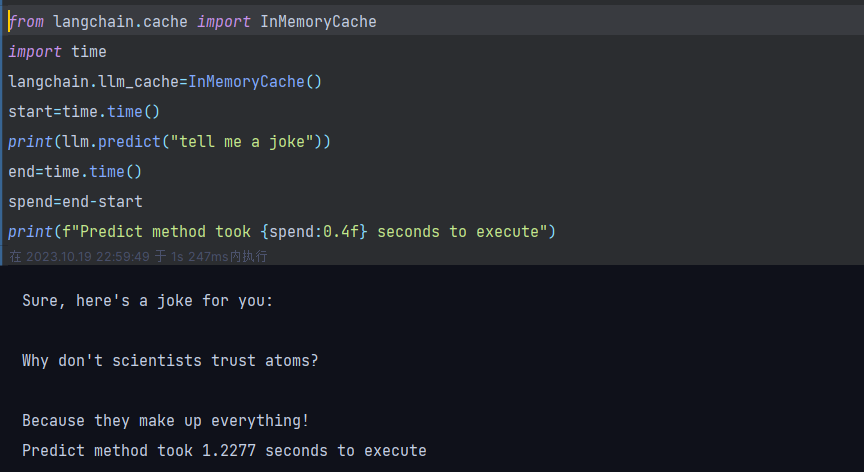 from langchain.cache import InMemoryCache
import time
langchain.llm_cache=InMemoryCache()
start=time.time()
print(llm.predict("tell me a joke"))
end=time.time()
spend=end-start
print(f"Predict method took {spend:0.4f} seconds to execute")
在 2023.10.19 22:59:49 于 1s 247ms内执行
Sure, here's a joke for you:
Why don't scientists trust atoms?
Because they make up everything!
Predict method took 1.2277 seconds to execute